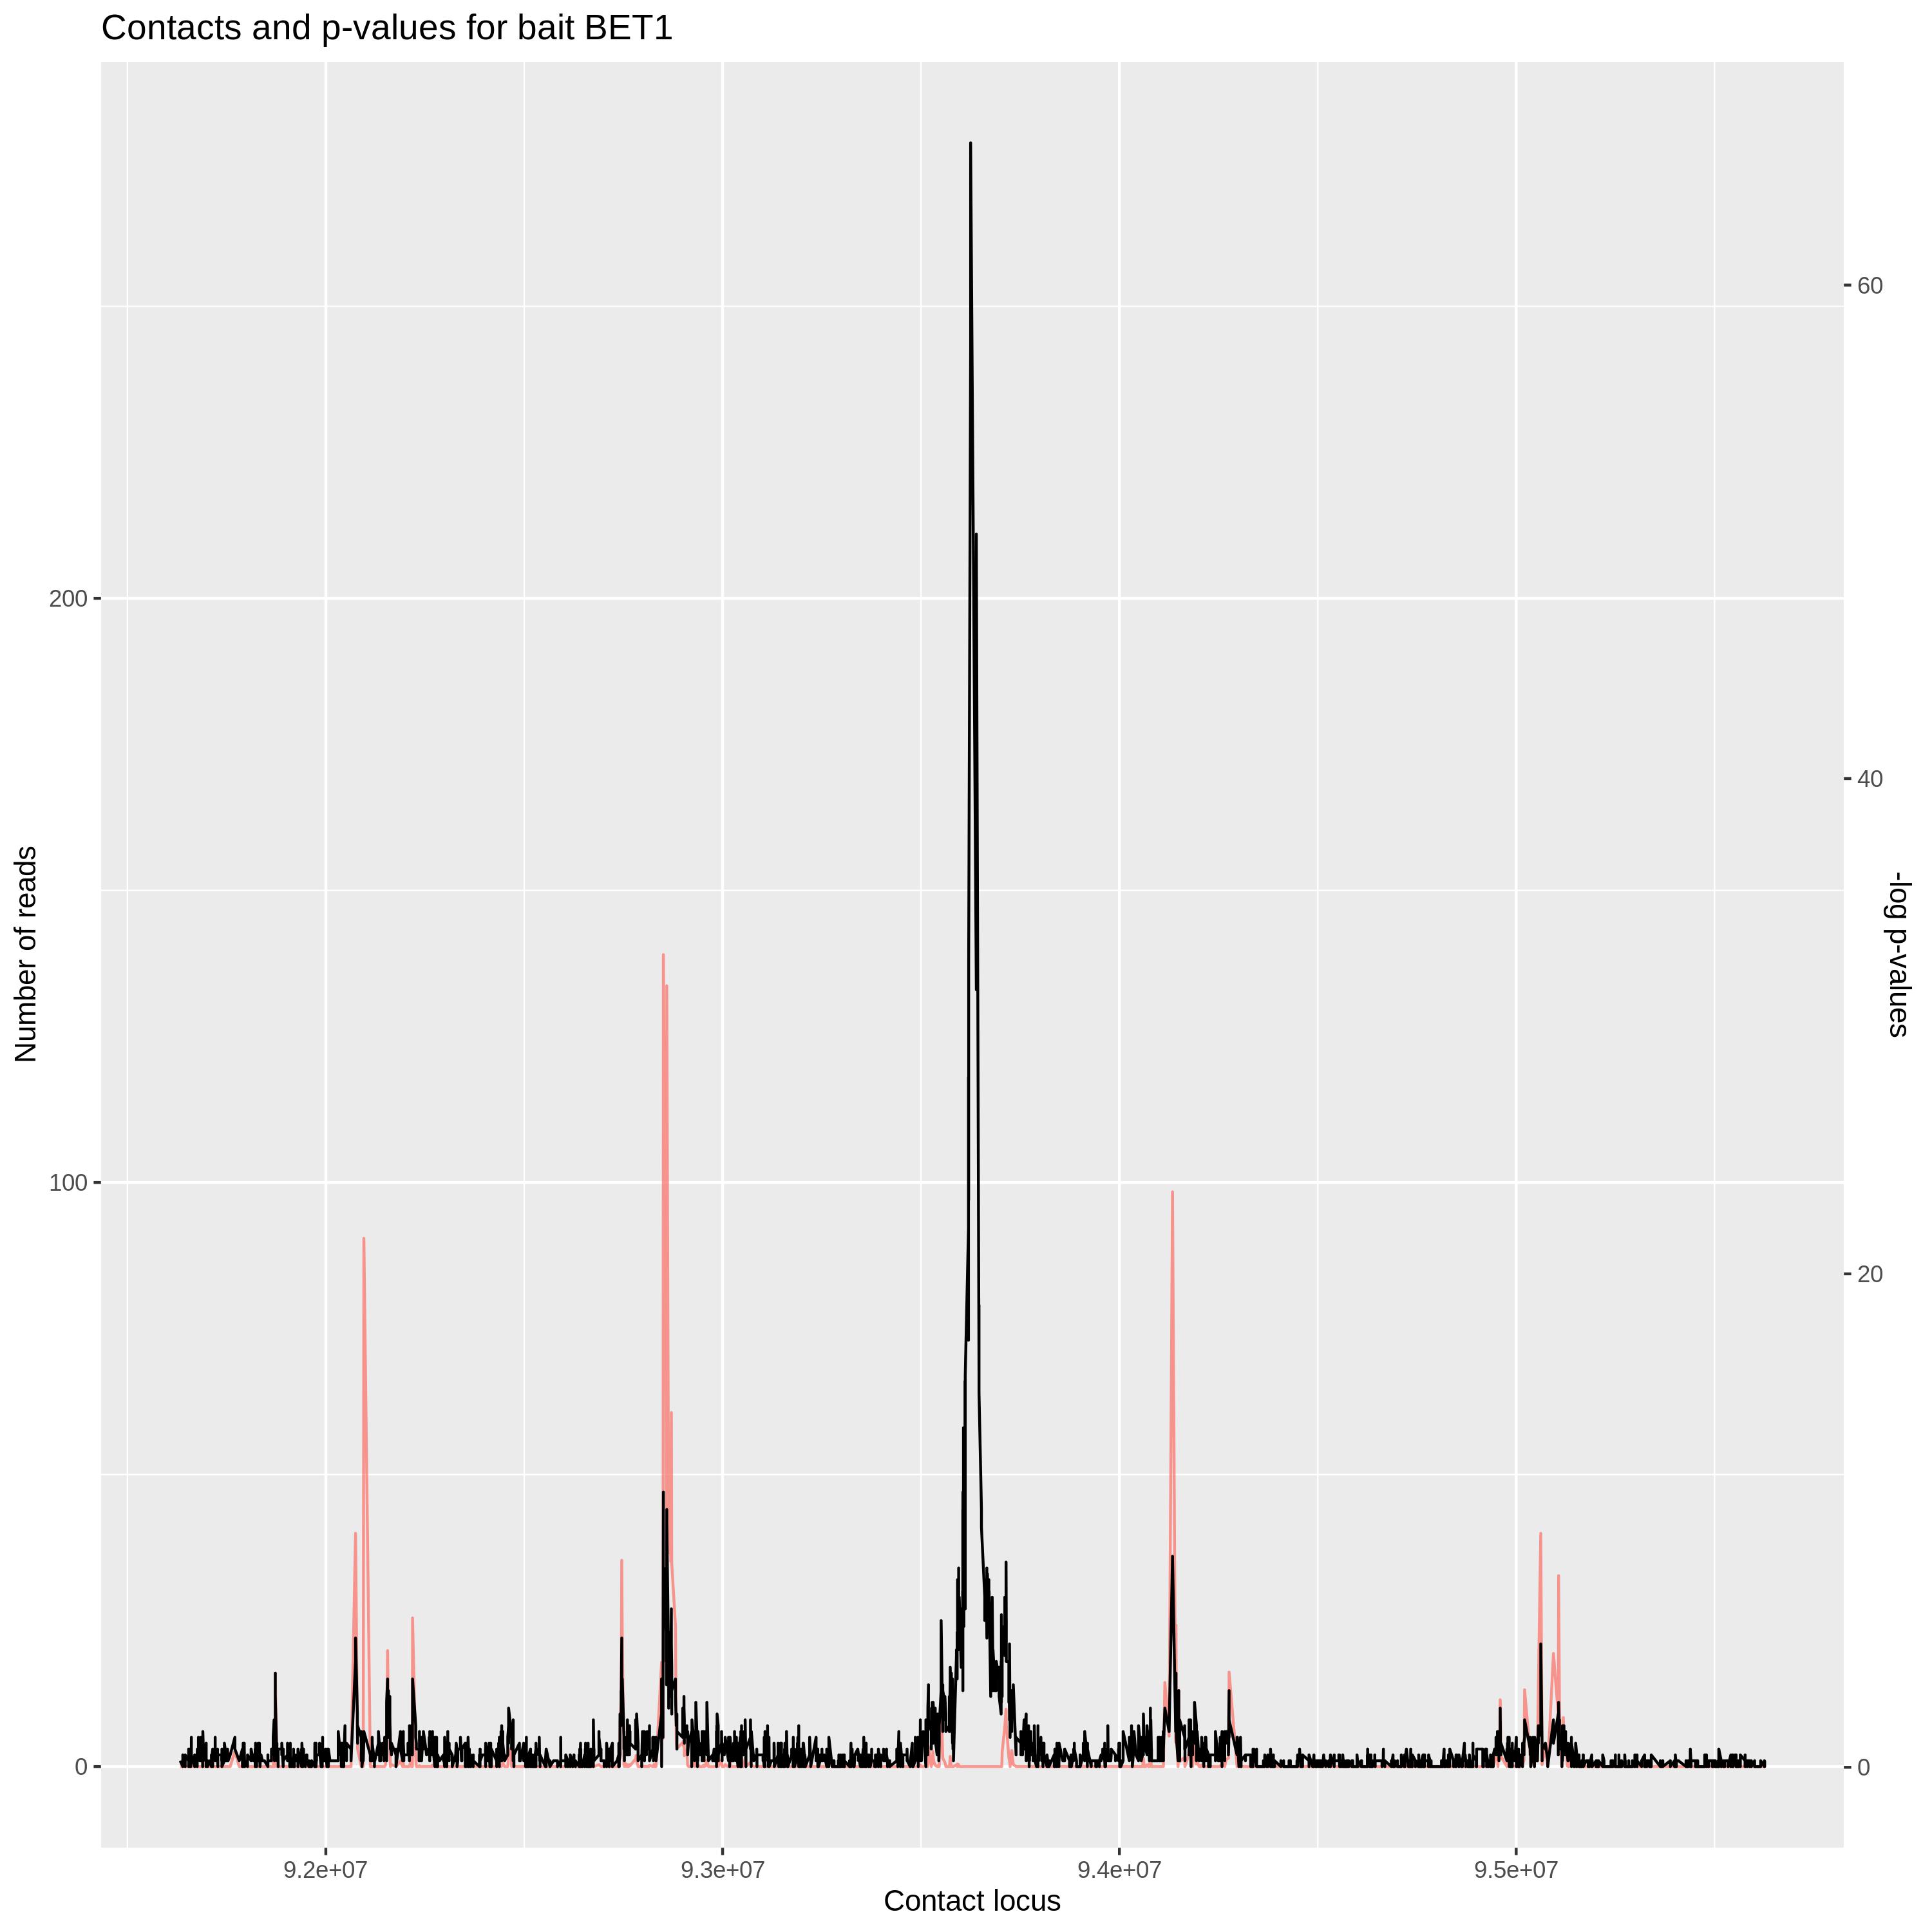 Contacts and p-values for bait BET1
Number of reads
200
100
0
60
40
20
0
-log p-values
9.2e+07 9.3e+07 9.4e+07 9.5e+07
Contact locus